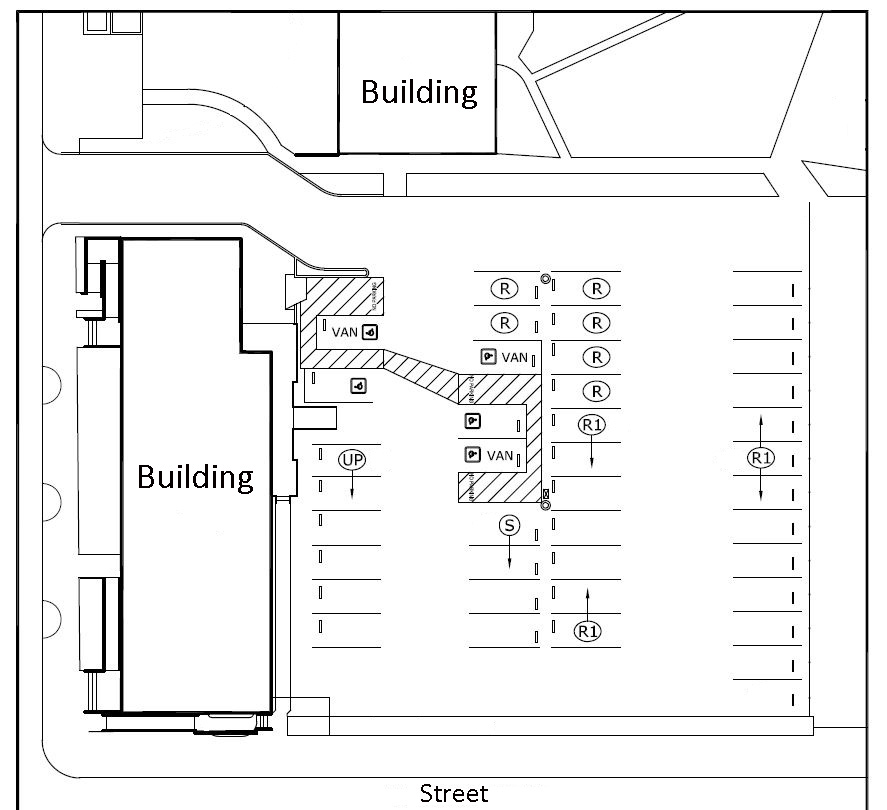 Building
R R
R R
VAN
VAN R
R
R1
Building
UP
VAN
R1
S
R1
Street